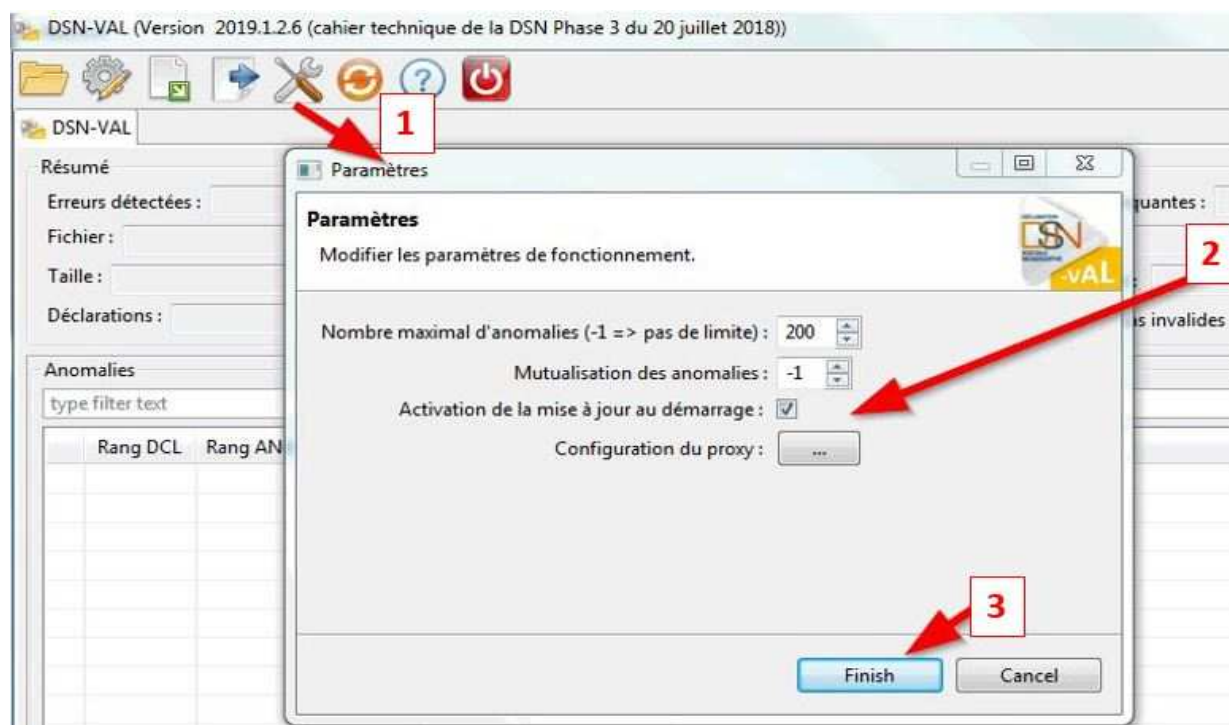 DSN-VAL (Version 2019.1.2.6 (cahier technique de la DSN Phase 3 du 20 juillet 2018))
1
DSN-VAL
Résumé
Erreurs détectées :
Fichier :
Taille :
Déclarations :
quantes :
2
invalides
Anomalies
type filter text
Rang DCL Rang AN
Paramètres
Paramètres
Modifier les paramètres de fonctionnement.
DSN
-VAL
Nombre maximal d'anomalies (-1 => pas de limite) : 200
Mutualisation des anomalies : -1
Activation de la mise à jour au démarrage :
Configuration du proxy : ...
3
Finish Cancel